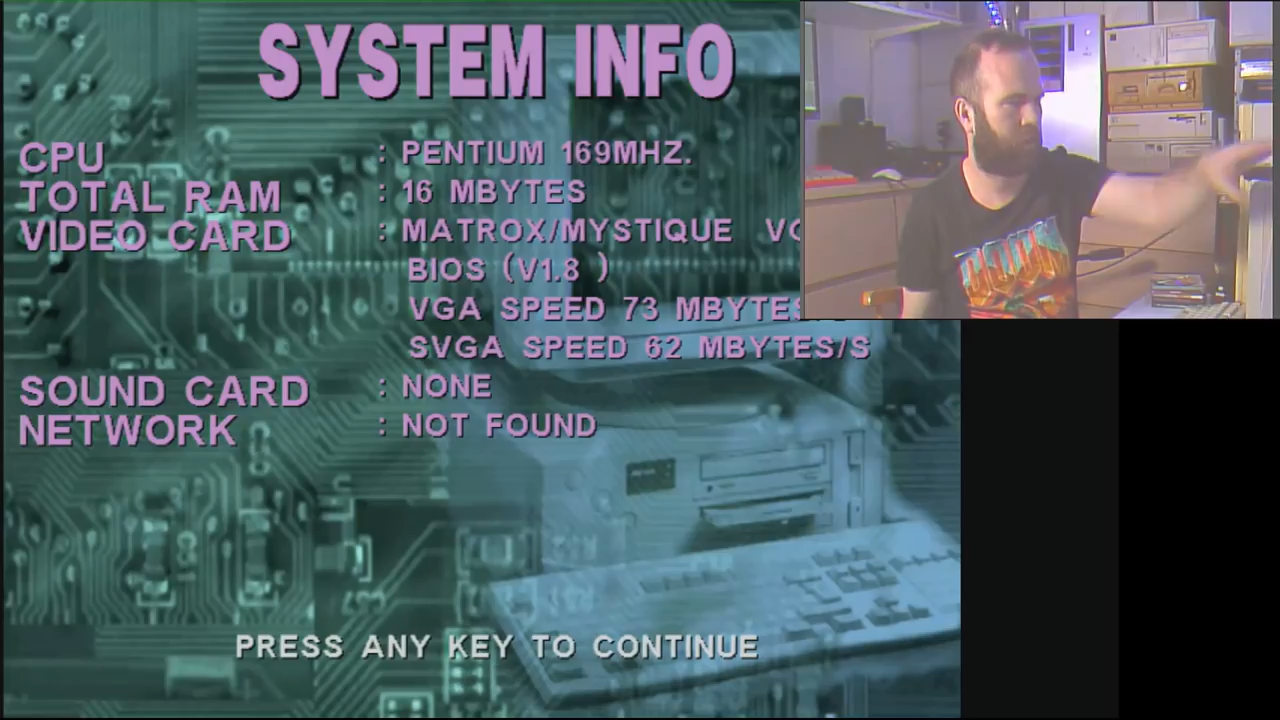 SYSTEM INFO
CPU : PENTIUM 169MHZ.
TOTAL RAM : 16 MBYTES
VIDEO CARD : MATROX/MYSTIQUE
BIOS (V1.8 )
VGA SPEED 73
SVGA SPEED 62 MBYTES/S
SOUND CARD : NONE
NETWORK : NOT FOUND
PRESS ANY KEY TO CONTINUE